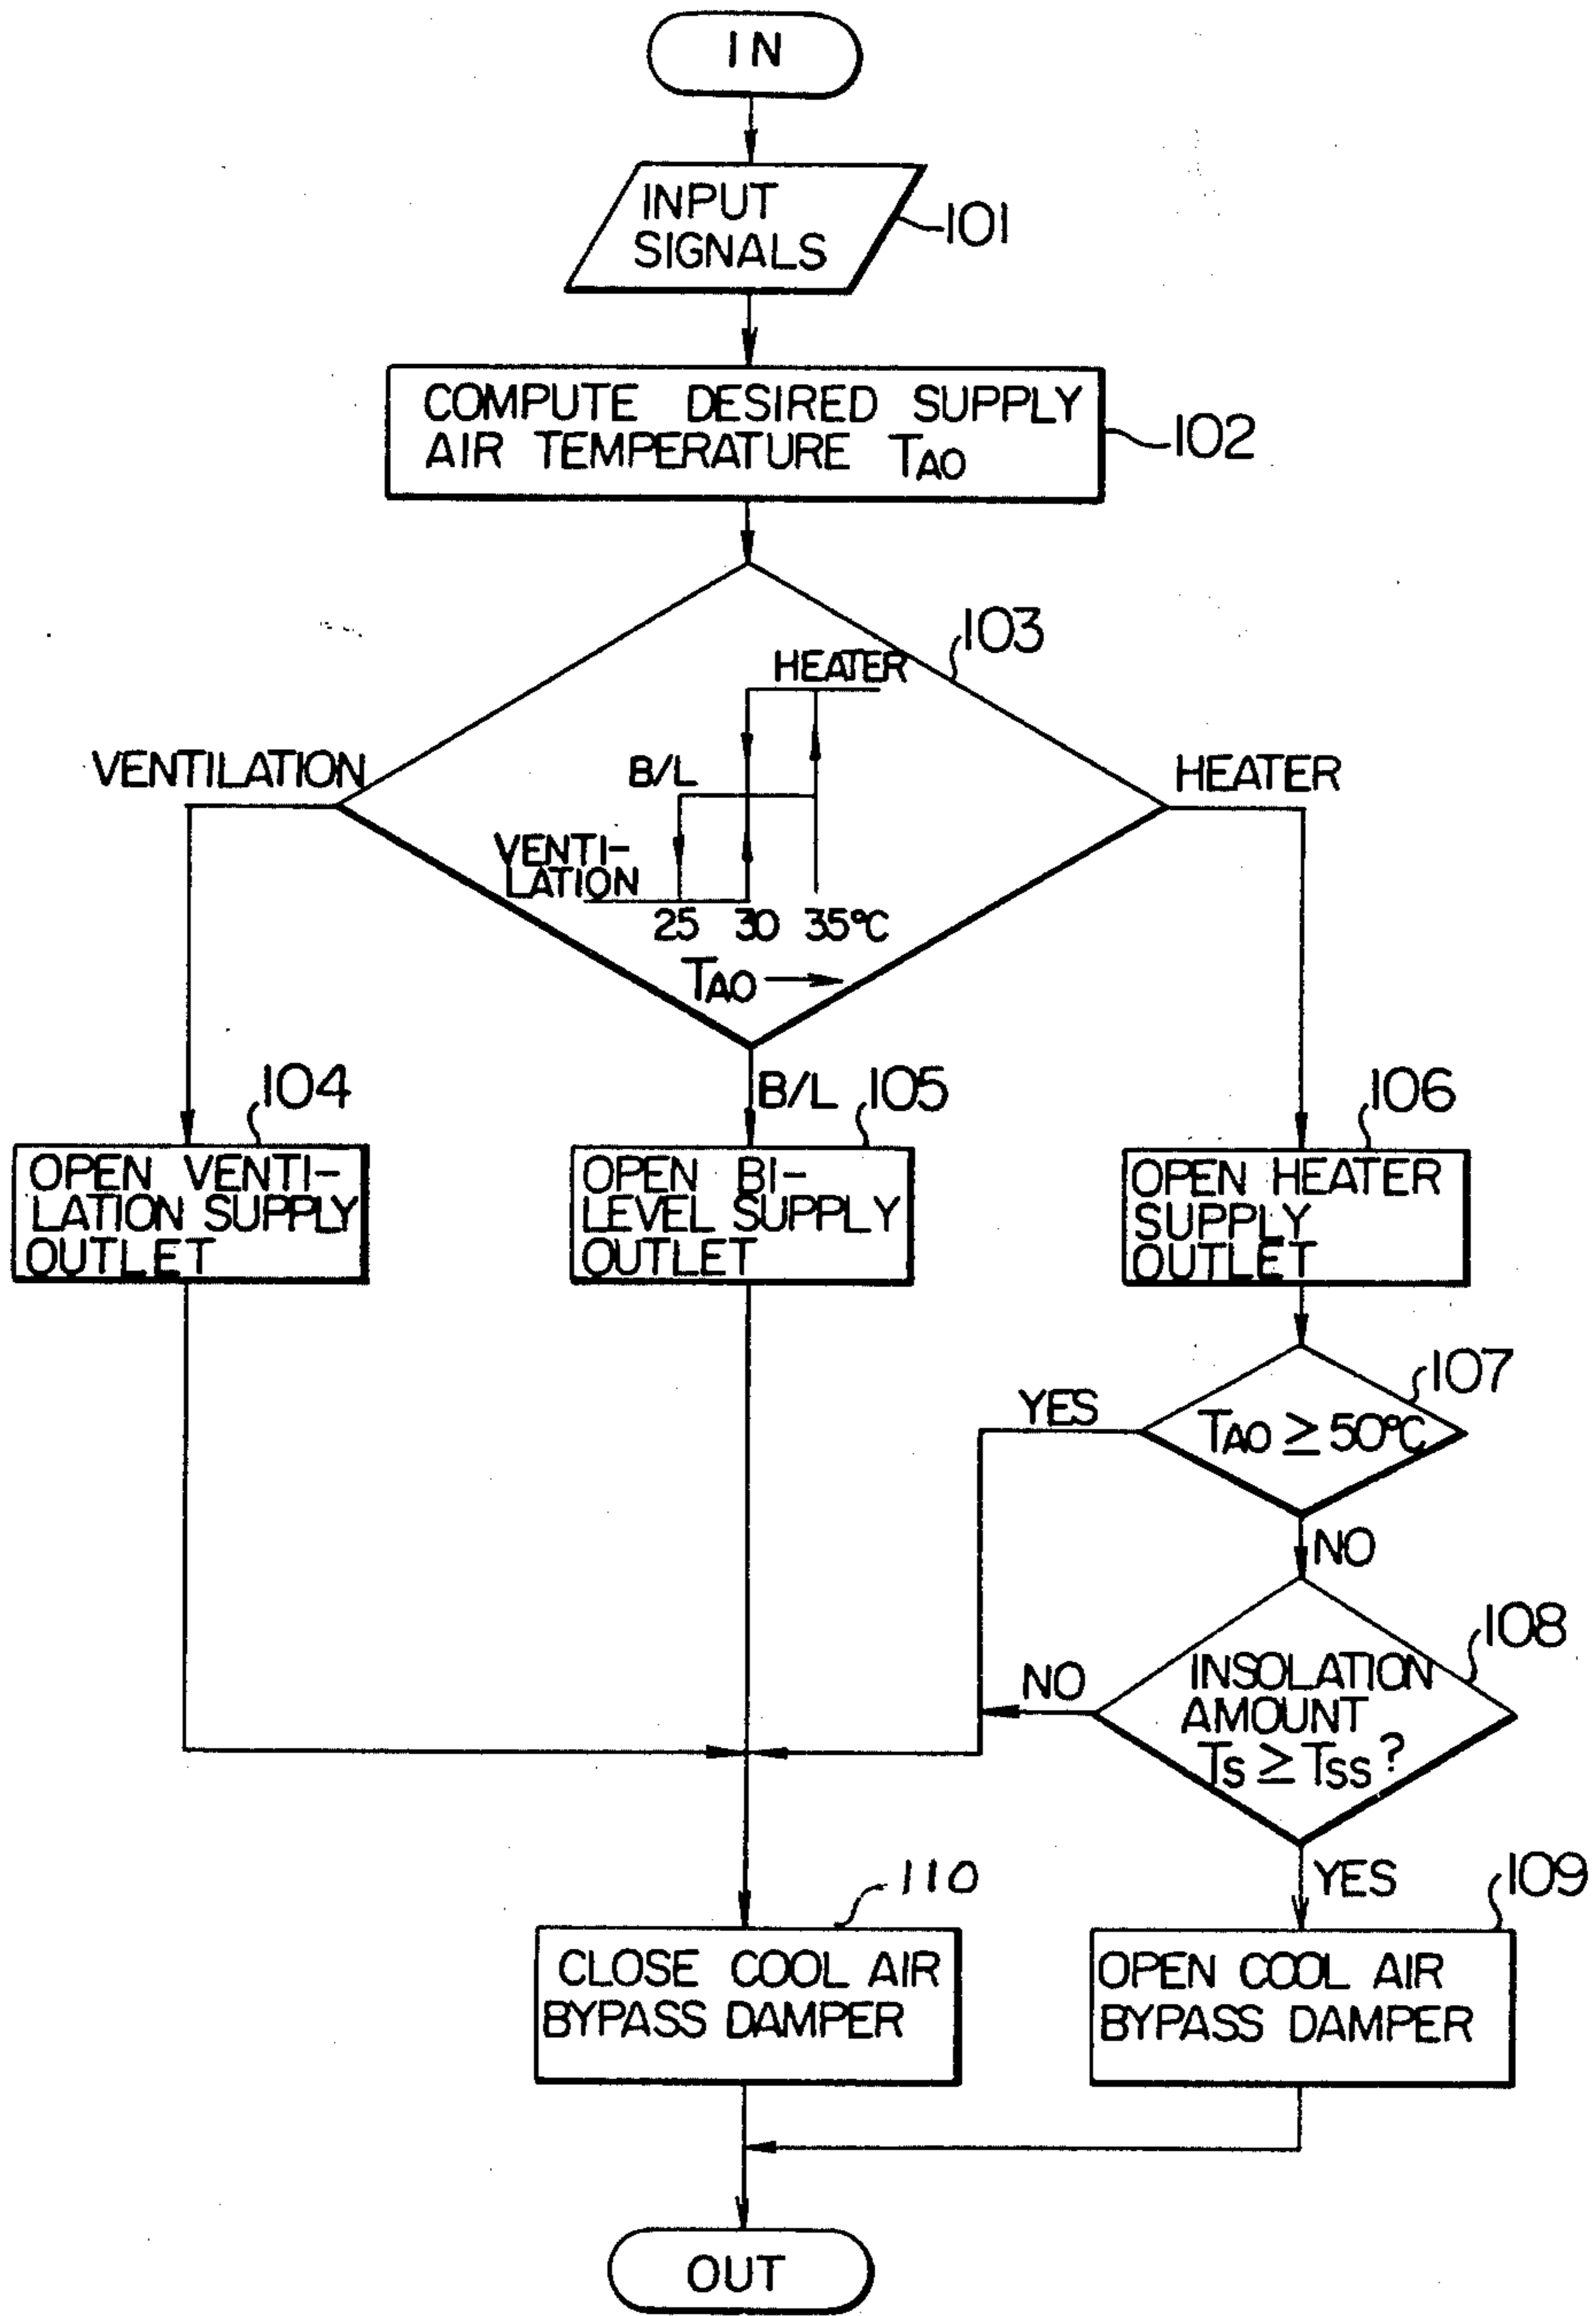 IN
INPUT
SIGNALS
101
COMPUTE DESIRED SUPPLY
AIR TEMPERATURE TAO
102
103
HEATER
VENTILATION
B/L
HEATER
VENTI-
LATION
25 30 35°C
TAO
104
B/L
105
106
OPEN VENTI-
LATION SUPPLY
OUTLET
OPEN BI-
LEVEL SUPPLY
OUTLET
OPEN HEATER
SUPPLY
OUTLET
107
YES
TAO ≥ 50°C
NO
108
INSOLATION
AMOUNT
TS ≥ TSS?
NO
YES
110
109
CLOSE COOL AIR
BYPASS DAMPER
OPEN COOL AIR
BYPASS DAMPER
OUT